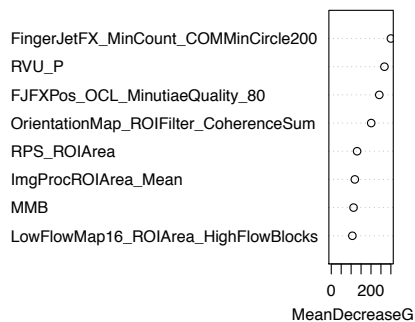 FingerJetFX_MinCount_COMMinCircle200
RVU_P
FJFXPos_OCL_MinutiaeQuality_80
OrientationMap_ROIFilter_CoherenceSum
RPS_ROIArea
ImgProcROIArea_Mean
MMB
LowFlowMap16_ROIArea_HighFlowBlocks
0 200
MeanDecreaseG